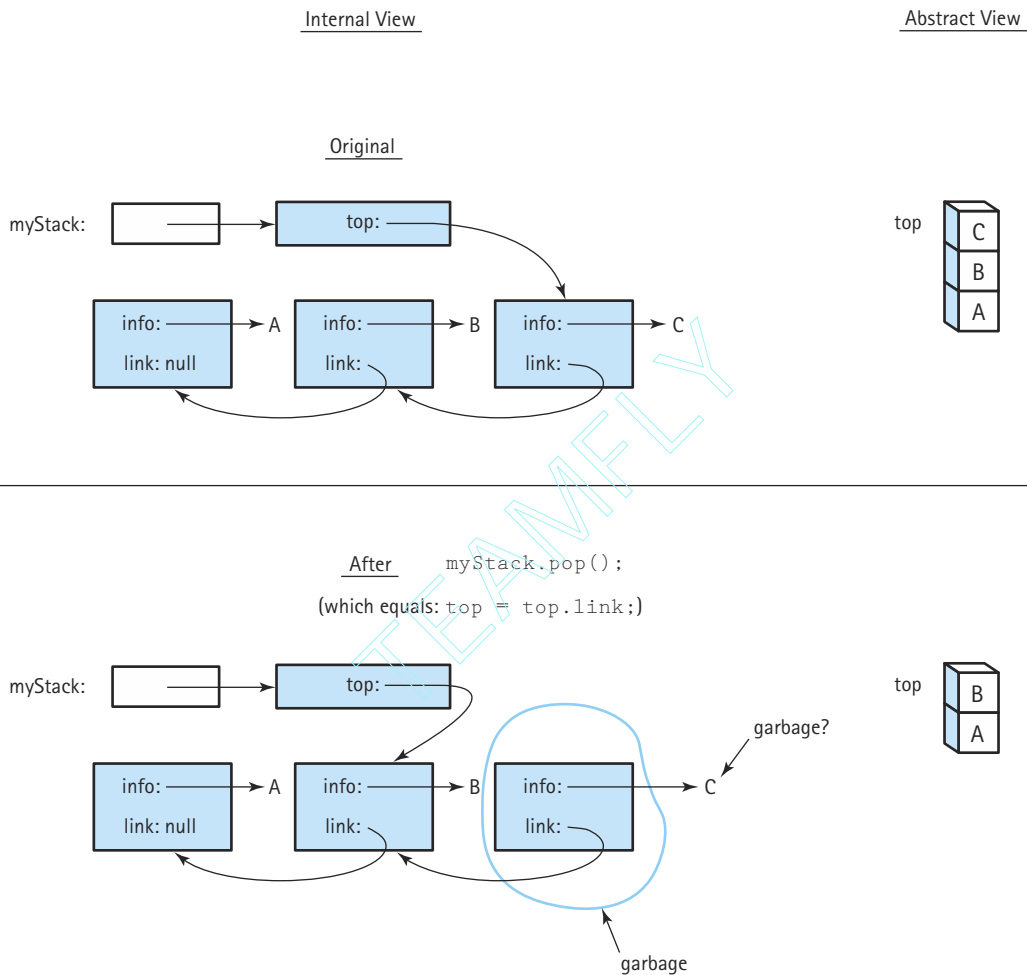 Internal View
Abstract View
Original
myStack:
top:
top
C
B
A
info:
A
info:
B
info:
C
link: null
link:
link:
TEAMFLY
After myStack.pop();
(which equals: top = top.link;)
myStack:
top:
top
B
A
garbage?
info:
A
info:
B
info:
C
link: null
link:
link:
garbage